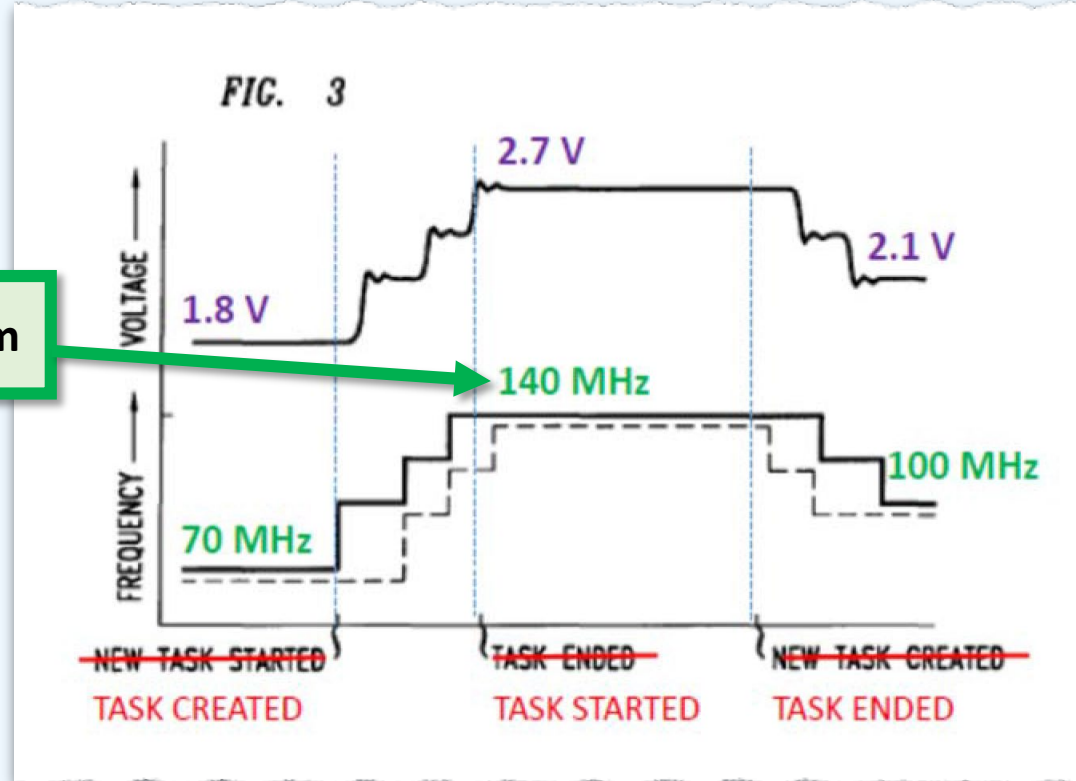 FIG. 3
2.7 V
2.1 V
1.8 V
VOLTAGE
140 MHz
100 MHz
70 MHz
FREQUENCY
NEW TASK STARTED
TASK ENDED
NEW TASK CREATED
TASK CREATED
TASK STARTED
TASK ENDED